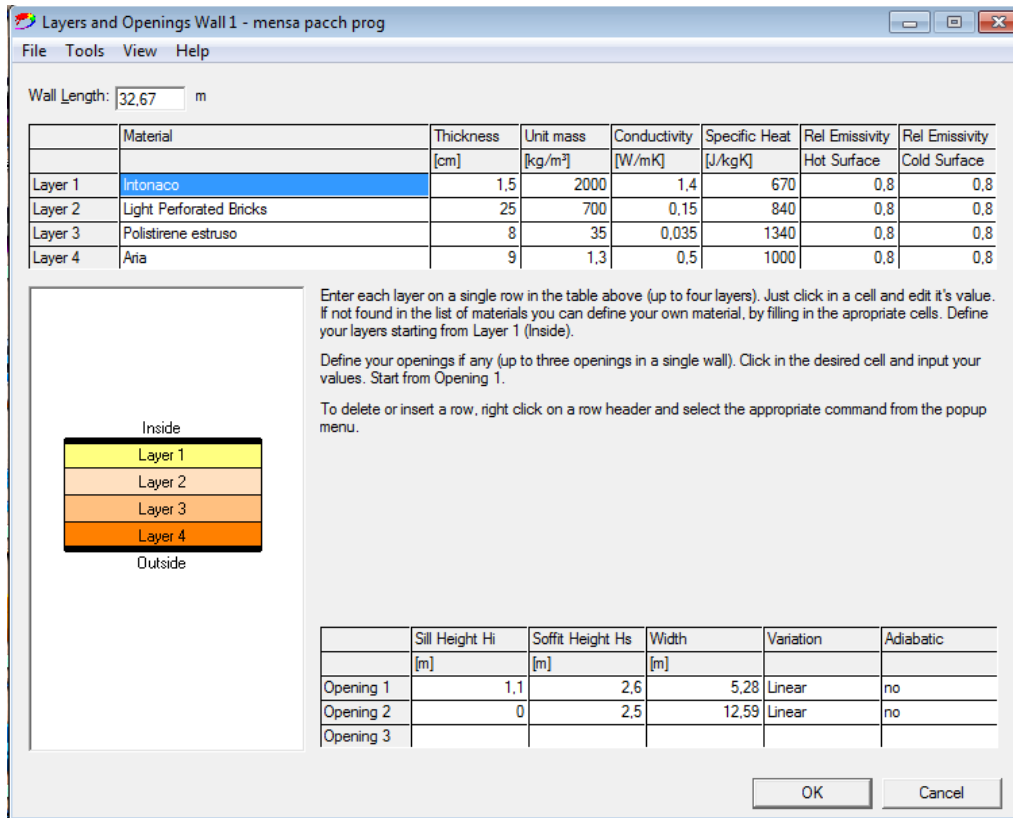 Layers and Openings Wall 1 - mensa pacch prog
File Tools View Help
Wall Length: 32,67 m
Material Thickness Unit mass Conductivity Specific Heat Rel Emissivity Rel Emissivity
[cm] [kg/m³] [W/mK] [J/kgK] Hot Surface Cold Surface
Layer 1 Intonaco 1,5 2000 1,4 670 0,8 0,8
Layer 2 Light Perforated Bricks 25 700 0,15 840 0,8 0,8
Layer 3 Polistirene estruso 8 35 0,035 1340 0,8 0,8
Layer 4 Aria 9 1,3 0,5 1000 0,8 0,8
Enter each layer on a single row in the table above (up to four layers). Just click in a cell and edit it's value.
If not found in the list of materials you can define your own material, by filling in the apropriate cells. Define
your layers starting from Layer 1 (Inside).
Define your openings if any (up to three openings in a single wall). Click in the desired cell and input your
values. Start from Opening 1.
To delete or insert a row, right click on a row header and select the appropriate command from the popup
menu.
Inside
Layer 1
Layer 2
Layer 3
Layer 4
Outside
Sill Height Hi Soffit Height Hs Width Variation Adiabatic
[m] [m] [m]
Opening 1 1,1 2,6 5,28 Linear no
Opening 2 0 2,5 12,59 Linear no
Opening 3
OK Cancel